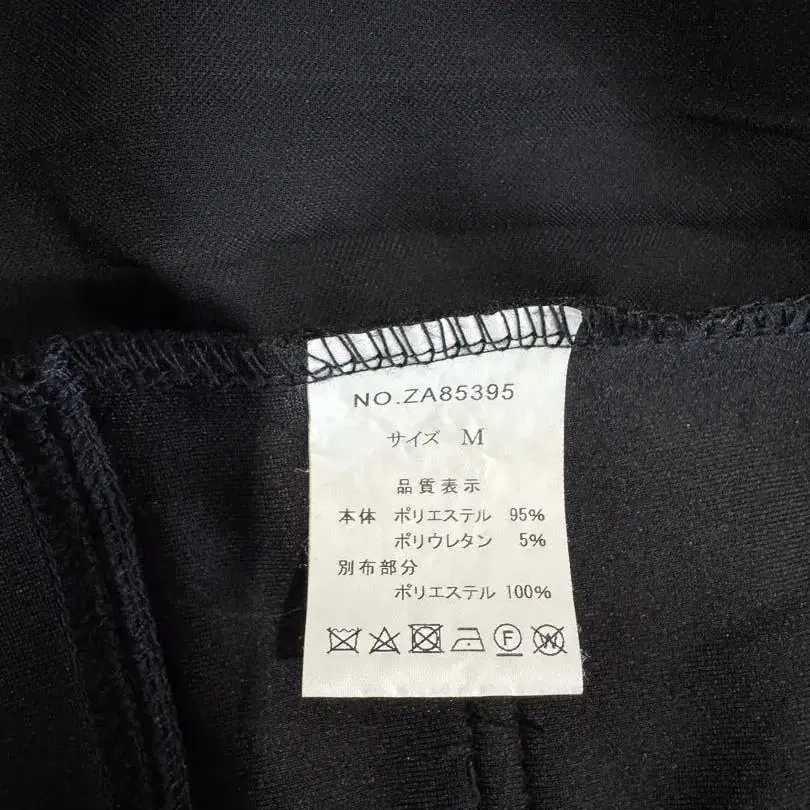 NO.ZA85395
サイズ M
品質表示
本体 ポリエステル 95%
ポリウレタン 5%
別布部分
ポリエステル 100%
F W